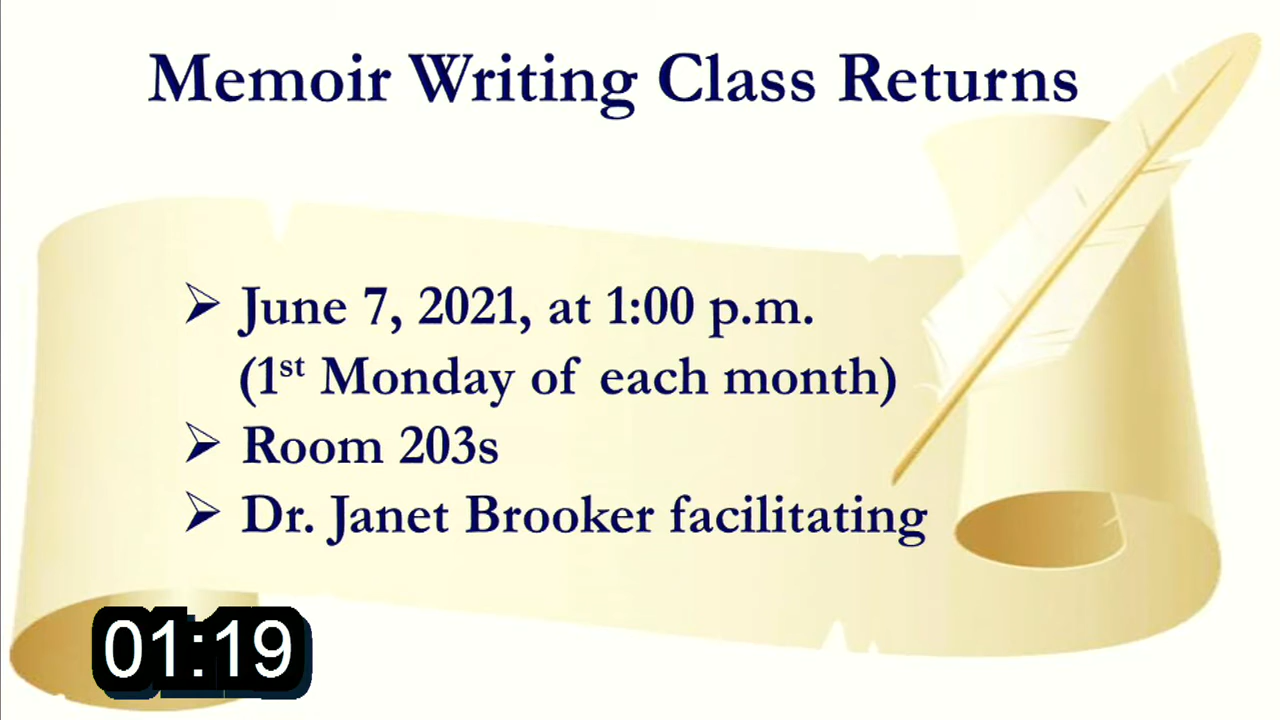 Memoir Writing Class Returns
➢ June 7, 2021, at 1:00 p.m.
(1st Monday of each month)
➢ Room 203s
➢ Dr. Janet Brooker facilitating
01:19